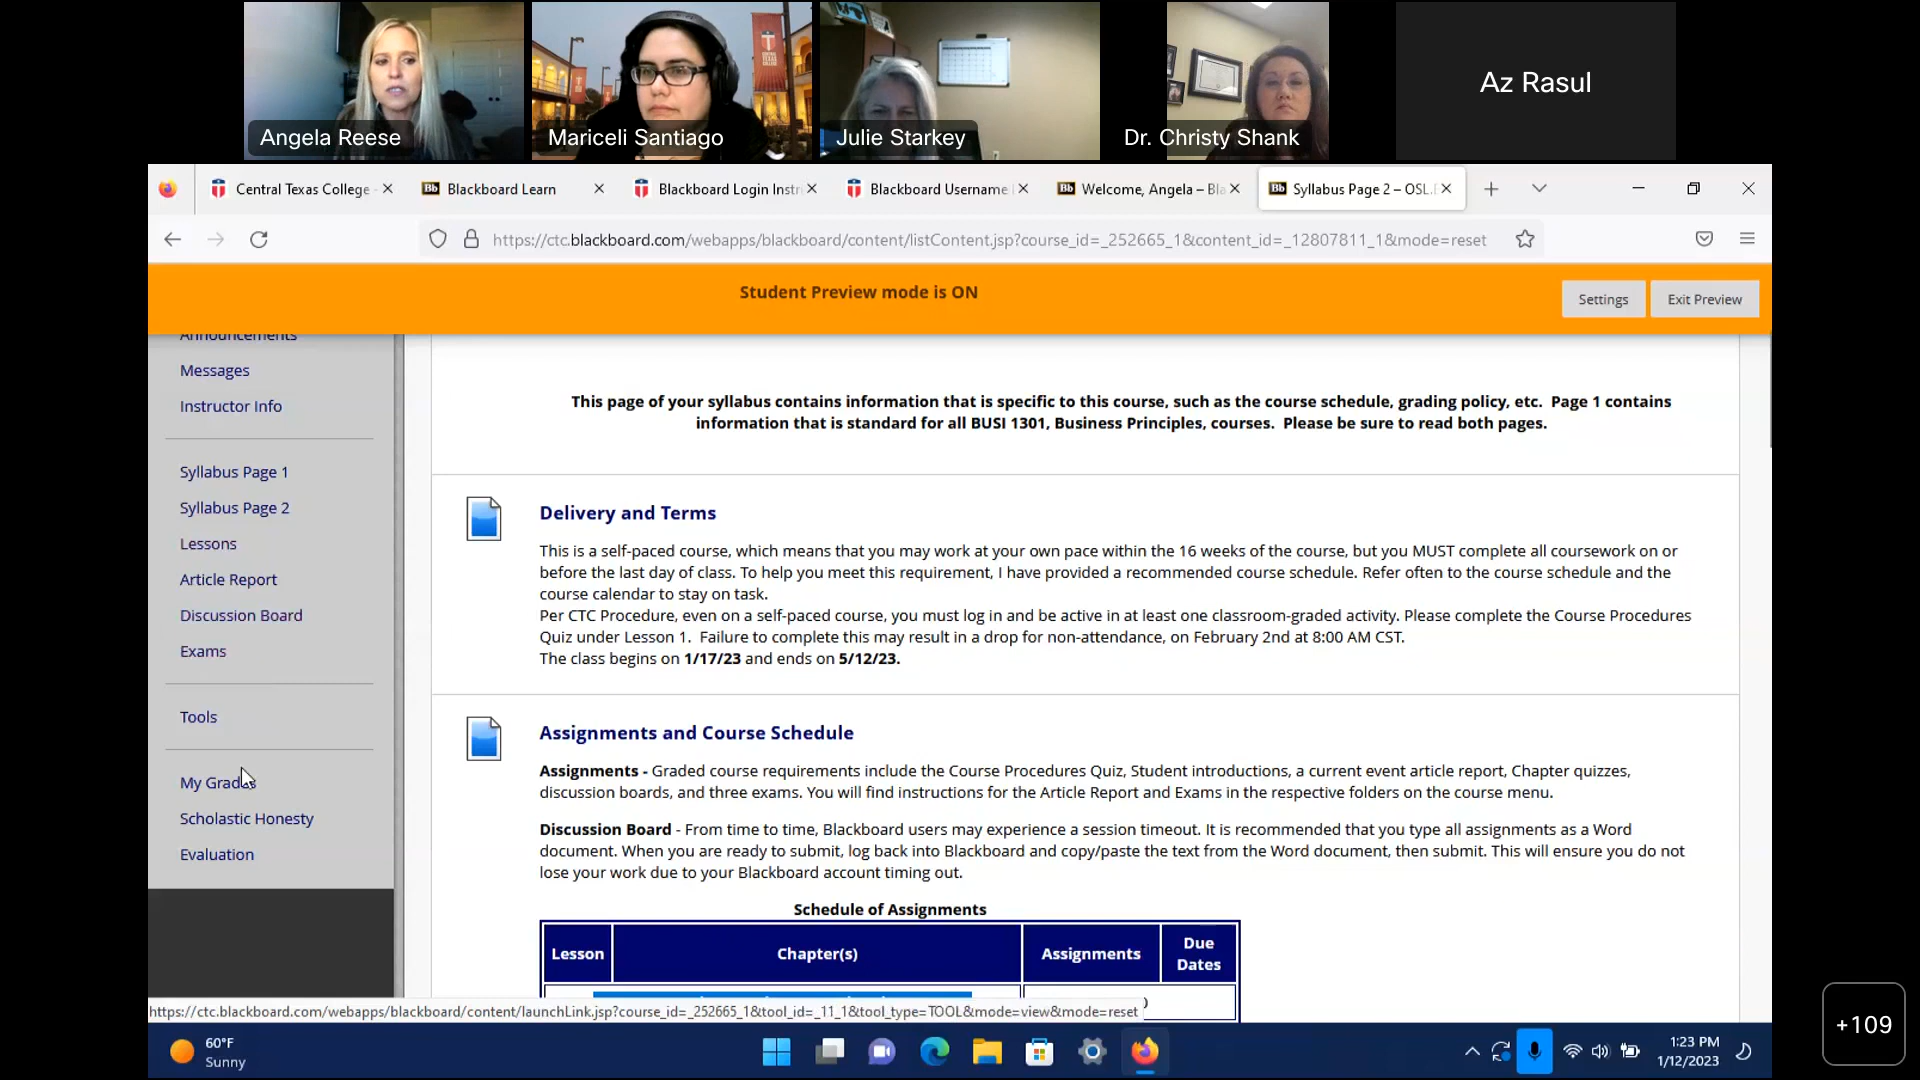 Angela Reese
Mariceli Santiago
Julie Starkey
Dr. Christy Shank
Az Rasul
Central Texas College -
Blackboard Learn
Blackboard Login Instr
Blackboard Username
Welcome, Angela – Bla
Syllabus Page 2 – OSL.
https://ctc.blackboard.com/webapps/blackboard/content/listContent.jsp?course_id=_252665_1&content_id=_12807811_1&mode=reset
Student Preview mode is ON
Settings
Exit Preview
Announcements
Messages
Instructor Info
Syllabus Page 1
Syllabus Page 2
Lessons
Article Report
Discussion Board
Exams
Tools
My Grades
Scholastic Honesty
Evaluation
This page of your syllabus contains information that is specific to this course, such as the course schedule, grading policy, etc.  Page 1 contains
information that is standard for all BUSI 1301, Business Principles, courses.  Please be sure to read both pages.
Delivery and Terms
This is a self-paced course, which means that you may work at your own pace within the 16 weeks of the course, but you MUST complete all coursework on or
before the last day of class. To help you meet this requirement, I have provided a recommended course schedule. Refer often to the course schedule and the
course calendar to stay on task.
Per CTC Procedure, even on a self-paced course, you must log in and be active in at least one classroom-graded activity. Please complete the Course Procedures
Quiz under Lesson 1.  Failure to complete this may result in a drop for non-attendance, on February 2nd at 8:00 AM CST.
The class begins on 1/17/23 and ends on 5/12/23.
Assignments and Course Schedule
Assignments - Graded course requirements include the Course Procedures Quiz, Student introductions, a current event article report, Chapter quizzes,
discussion boards, and three exams. You will find instructions for the Article Report and Exams in the respective folders on the course menu.
Discussion Board - From time to time, Blackboard users may experience a session timeout. It is recommended that you type all assignments as a Word
document. When you are ready to submit, log back into Blackboard and copy/paste the text from the Word document, then submit. This will ensure you do not
lose your work due to your Blackboard account timing out.
Schedule of Assignments
Lesson
Chapter(s)
Assignments
Due
Dates
https://ctc.blackboard.com/webapps/blackboard/content/launchLink.jsp?course_id=_252665_1&tool_id=_11_1&tool_type=TOOL&mode=view&mode=reset
60°F
Sunny
1:23 PM
1/12/2023
+109